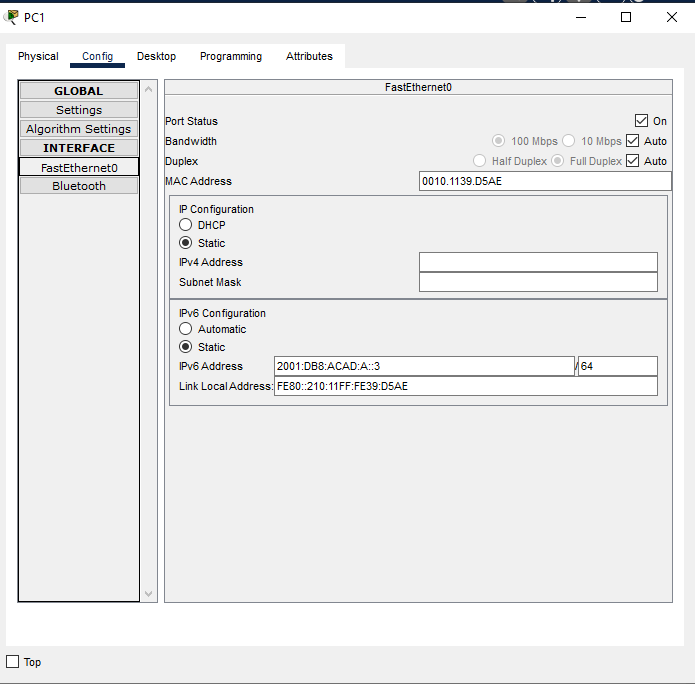 PC1
Physical Config Desktop Programming Attributes
GLOBAL
Settings
Algorithm Settings
INTERFACE
FastEthernet0
Bluetooth
FastEthernet0
Port Status On
Bandwidth 100 Mbps 10 Mbps Auto
Duplex Half Duplex Full Duplex Auto
MAC Address 0010.1139.D5AE
IP Configuration
DHCP
Static
IPv4 Address
Subnet Mask
IPv6 Configuration
Automatic
Static
IPv6 Address 2001:DB8:ACAD:A::3 / 64
Link Local Address: FE80::210:11FF:FE39:D5AE
Top